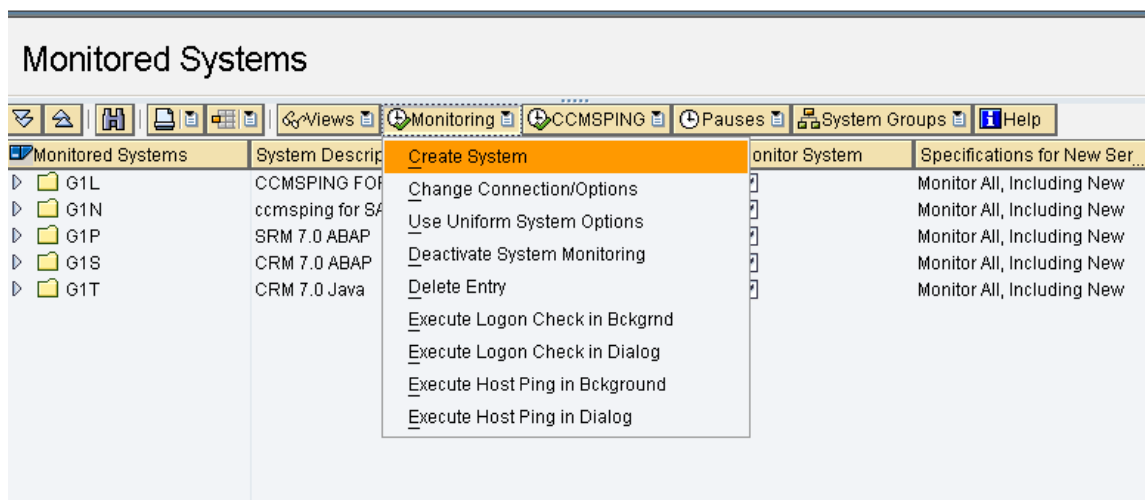 Monitored Systems
Views Monitoring CCMSPING Pauses System Groups Help
Monitored Systems System Descrip onitor System Specifications for New Ser...
G1L CCMSPING FOR Monitor All, Including New
G1N ccmsping for SA Monitor All, Including New
G1P SRM 7.0 ABAP Monitor All, Including New
G1S CRM 7.0 ABAP Monitor All, Including New
G1T CRM 7.0 Java Monitor All, Including New
Create System
Change Connection/Options
Use Uniform System Options
Deactivate System Monitoring
Delete Entry
Execute Logon Check in Bckgrnd
Execute Logon Check in Dialog
Execute Host Ping in Bckground
Execute Host Ping in Dialog